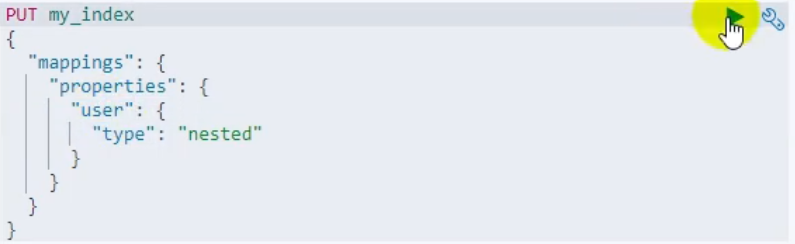 PUT my_index
{
  "mappings": {
    "properties": {
      "user": {
        "type": "nested"
      }
    }
  }
}